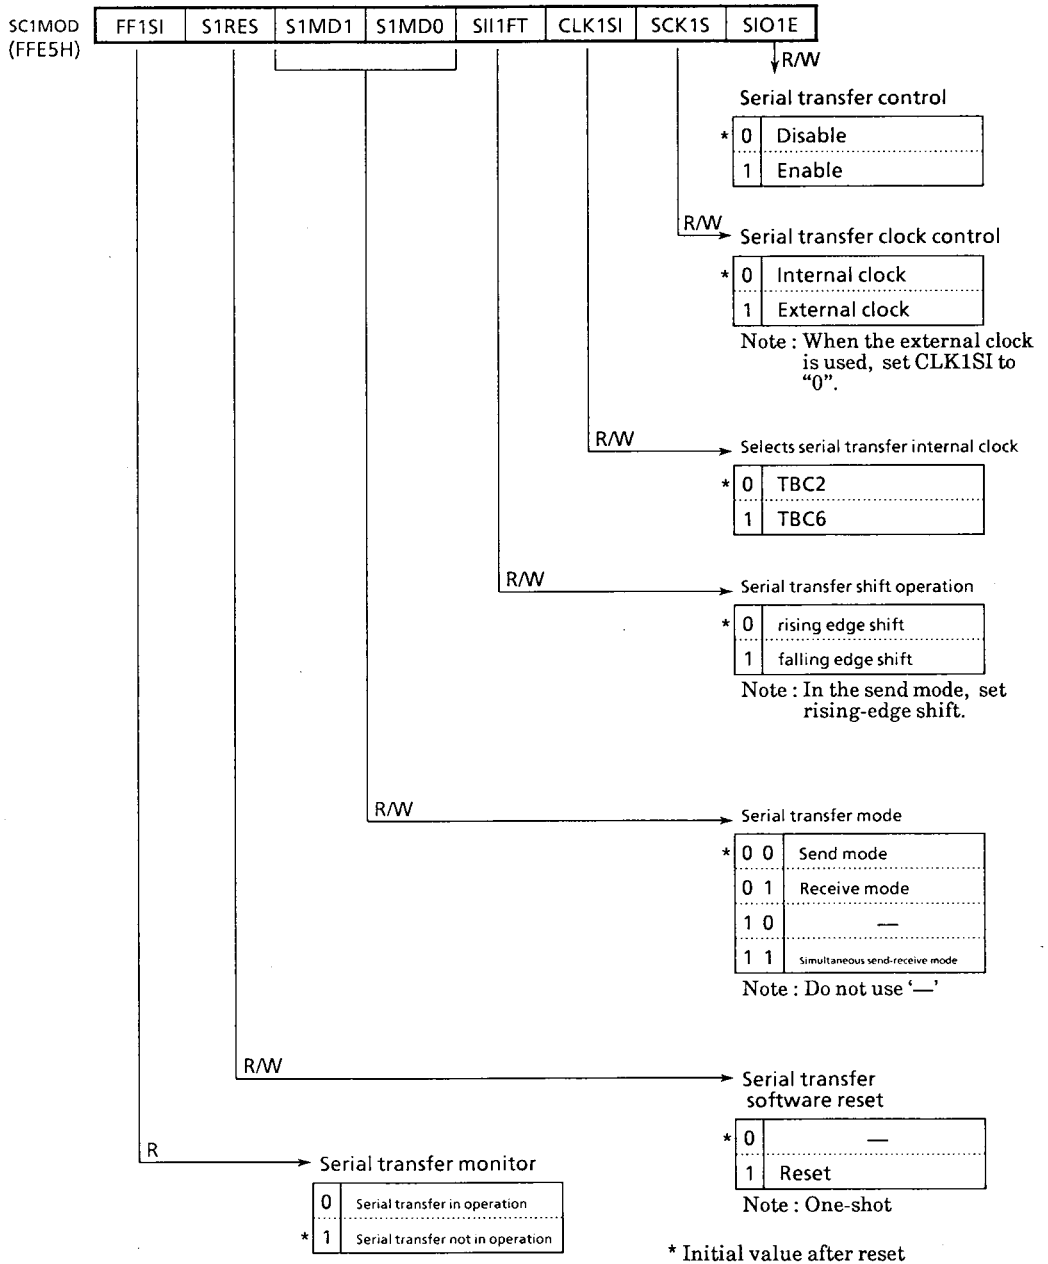 SC1MOD
(FFE5H)
FF1SI S1RES S1MD1 S1MD0 SII1FT CLK1SI SCK1S SIO1E
R/W
Serial transfer control
* 0 Disable
1 Enable
R/W
Serial transfer clock control
* 0 Internal clock
1 External clock
Note : When the external clock
is used, set CLK1SI to
“0”.
R/W
Selects serial transfer internal clock
* 0 TBC2
1 TBC6
R/W
Serial transfer shift operation
* 0 rising edge shift
1 falling edge shift
Note : In the send mode, set
rising-edge shift.
R/W
Serial transfer mode
* 0 0 Send mode
0 1 Receive mode
1 0 —
1 1 Simultaneous send-receive mode
Note : Do not use ‘—’
R/W
Serial transfer
software reset
* 0 —
1 Reset
Note : One-shot
R
Serial transfer monitor
0 Serial transfer in operation
* 1 Serial transfer not in operation
* Initial value after reset